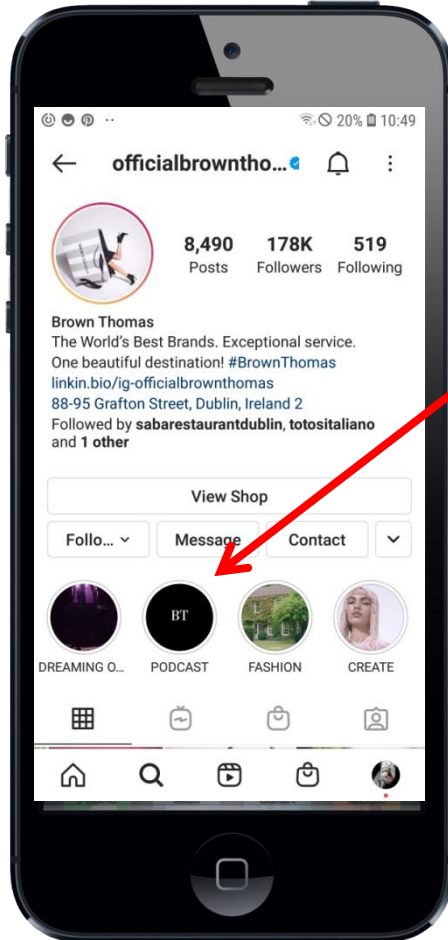 20% 10:49
officialbrowntho...
8,490 178K 519
Posts Followers Following
Brown Thomas
The World's Best Brands. Exceptional service.
One beautiful destination! #BrownThomas
linkin.bio/ig-officialbrownthomas
88-95 Grafton Street, Dublin, Ireland 2
Followed by sabarestaurantdublin, totositaliano
and 1 other
View Shop
Follo... Message Contact
BT
DREAMING O... PODCAST FASHION CREATE